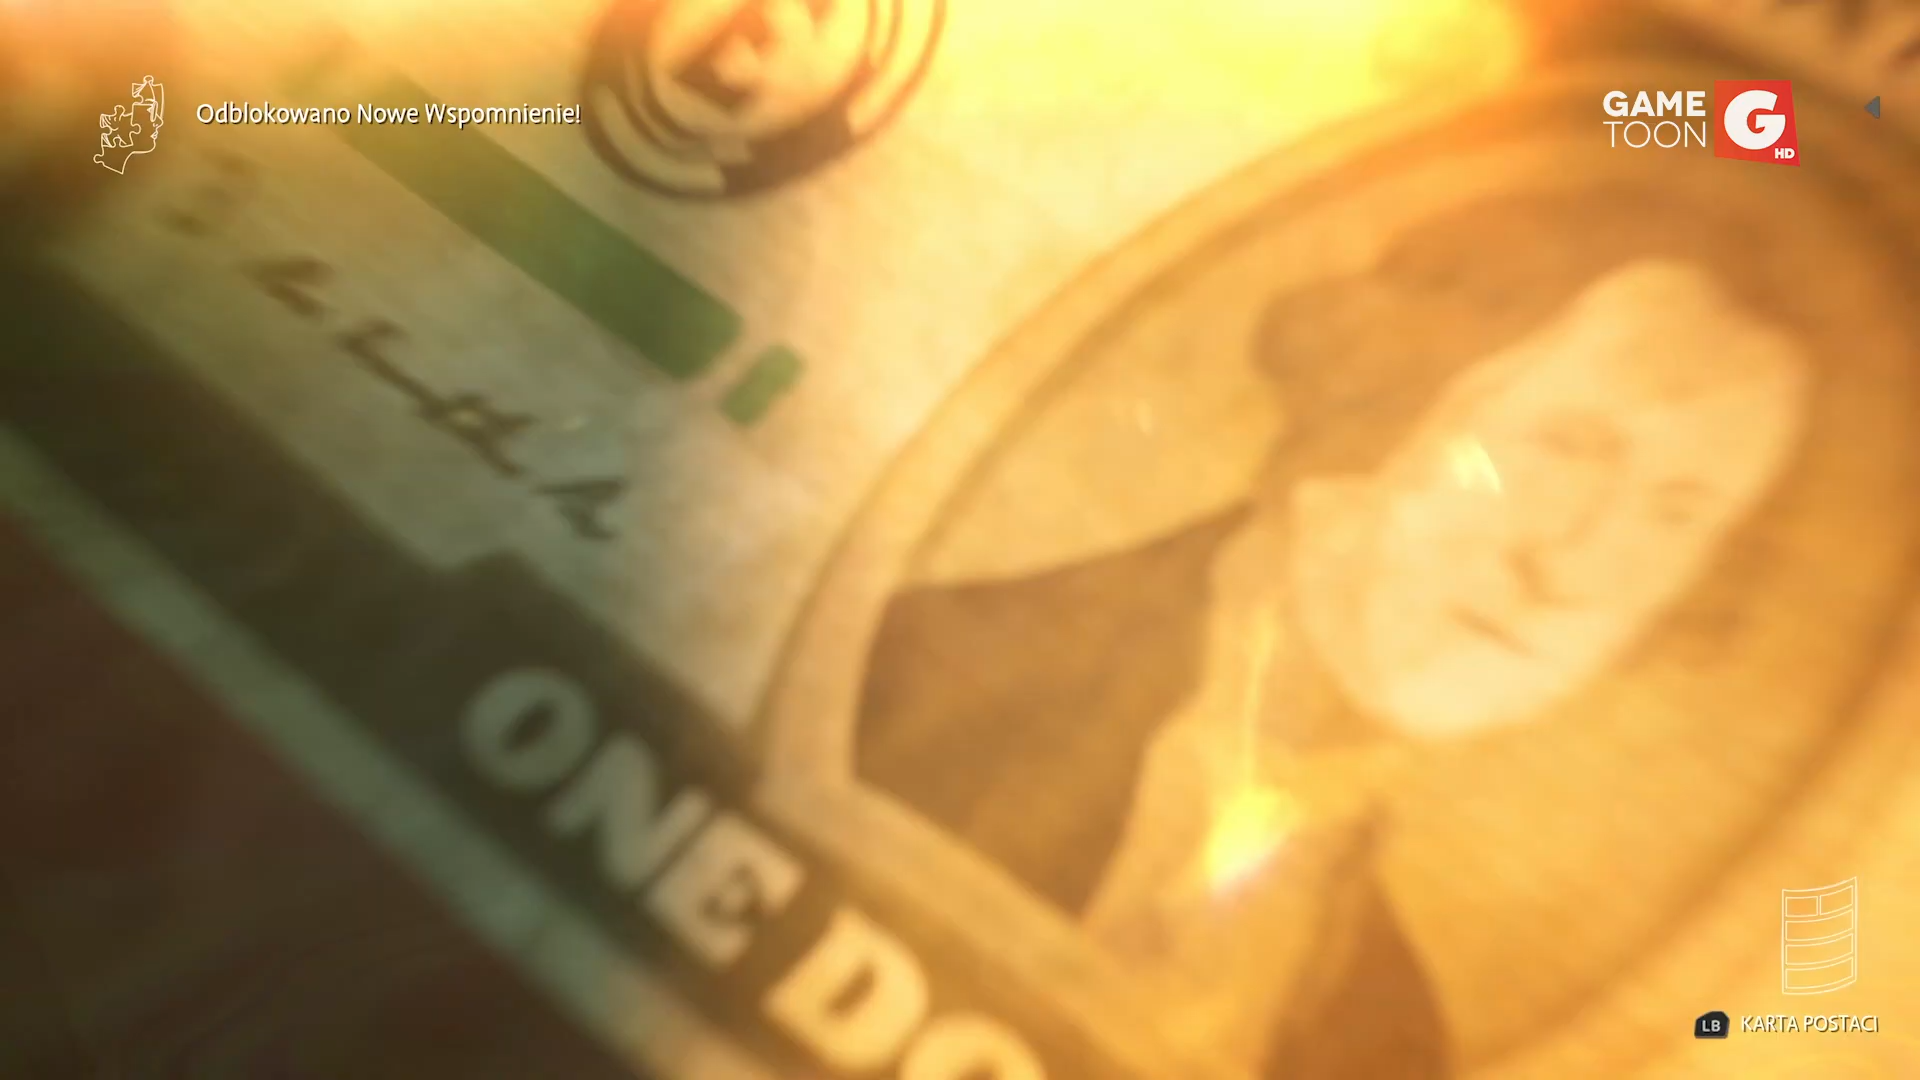 Odblokowano Nowe Wspomnienie!
GAME
TOON
G
HD
ONE DO
LB KARTA POSTACI